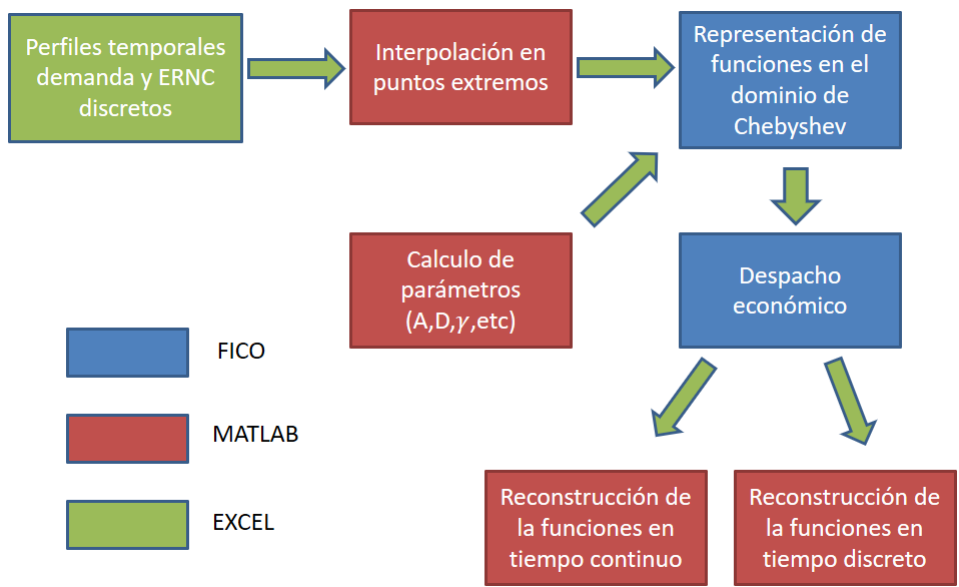 Perfiles temporales
demanda y ERNC
discretos
Interpolación en
puntos extremos
Representación de
funciones en el
dominio de
Chebyshev
Calculo de
parámetros
(A,D,γ,etc)
Despacho
económico
FICO
MATLAB
EXCEL
Reconstrucción de
la funciones en
tiempo continuo
Reconstrucción de
la funciones en
tiempo discreto